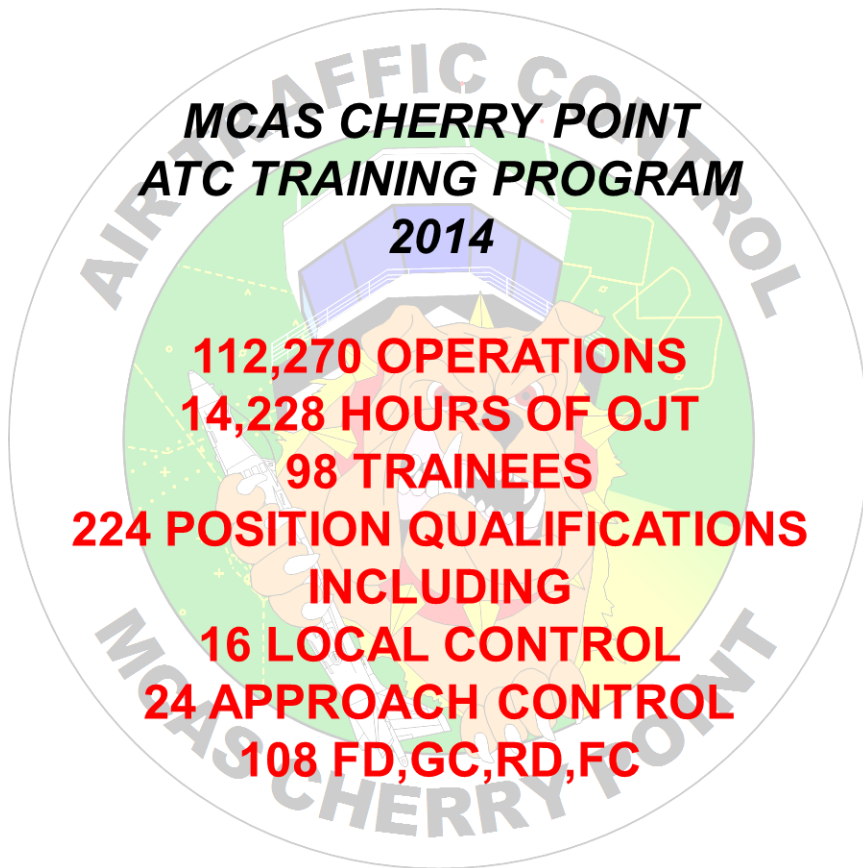 AIR TRAFFIC CONTROL
MCAS CHERRY POINT
ATC TRAINING PROGRAM
2014
112,270 OPERATIONS
14,228 HOURS OF OJT
98 TRAINEES
224 POSITION QUALIFICATIONS
INCLUDING
16 LOCAL CONTROL
24 APPROACH CONTROL
108 FD,GC,RD,FC
MCAS CHERRY POINT